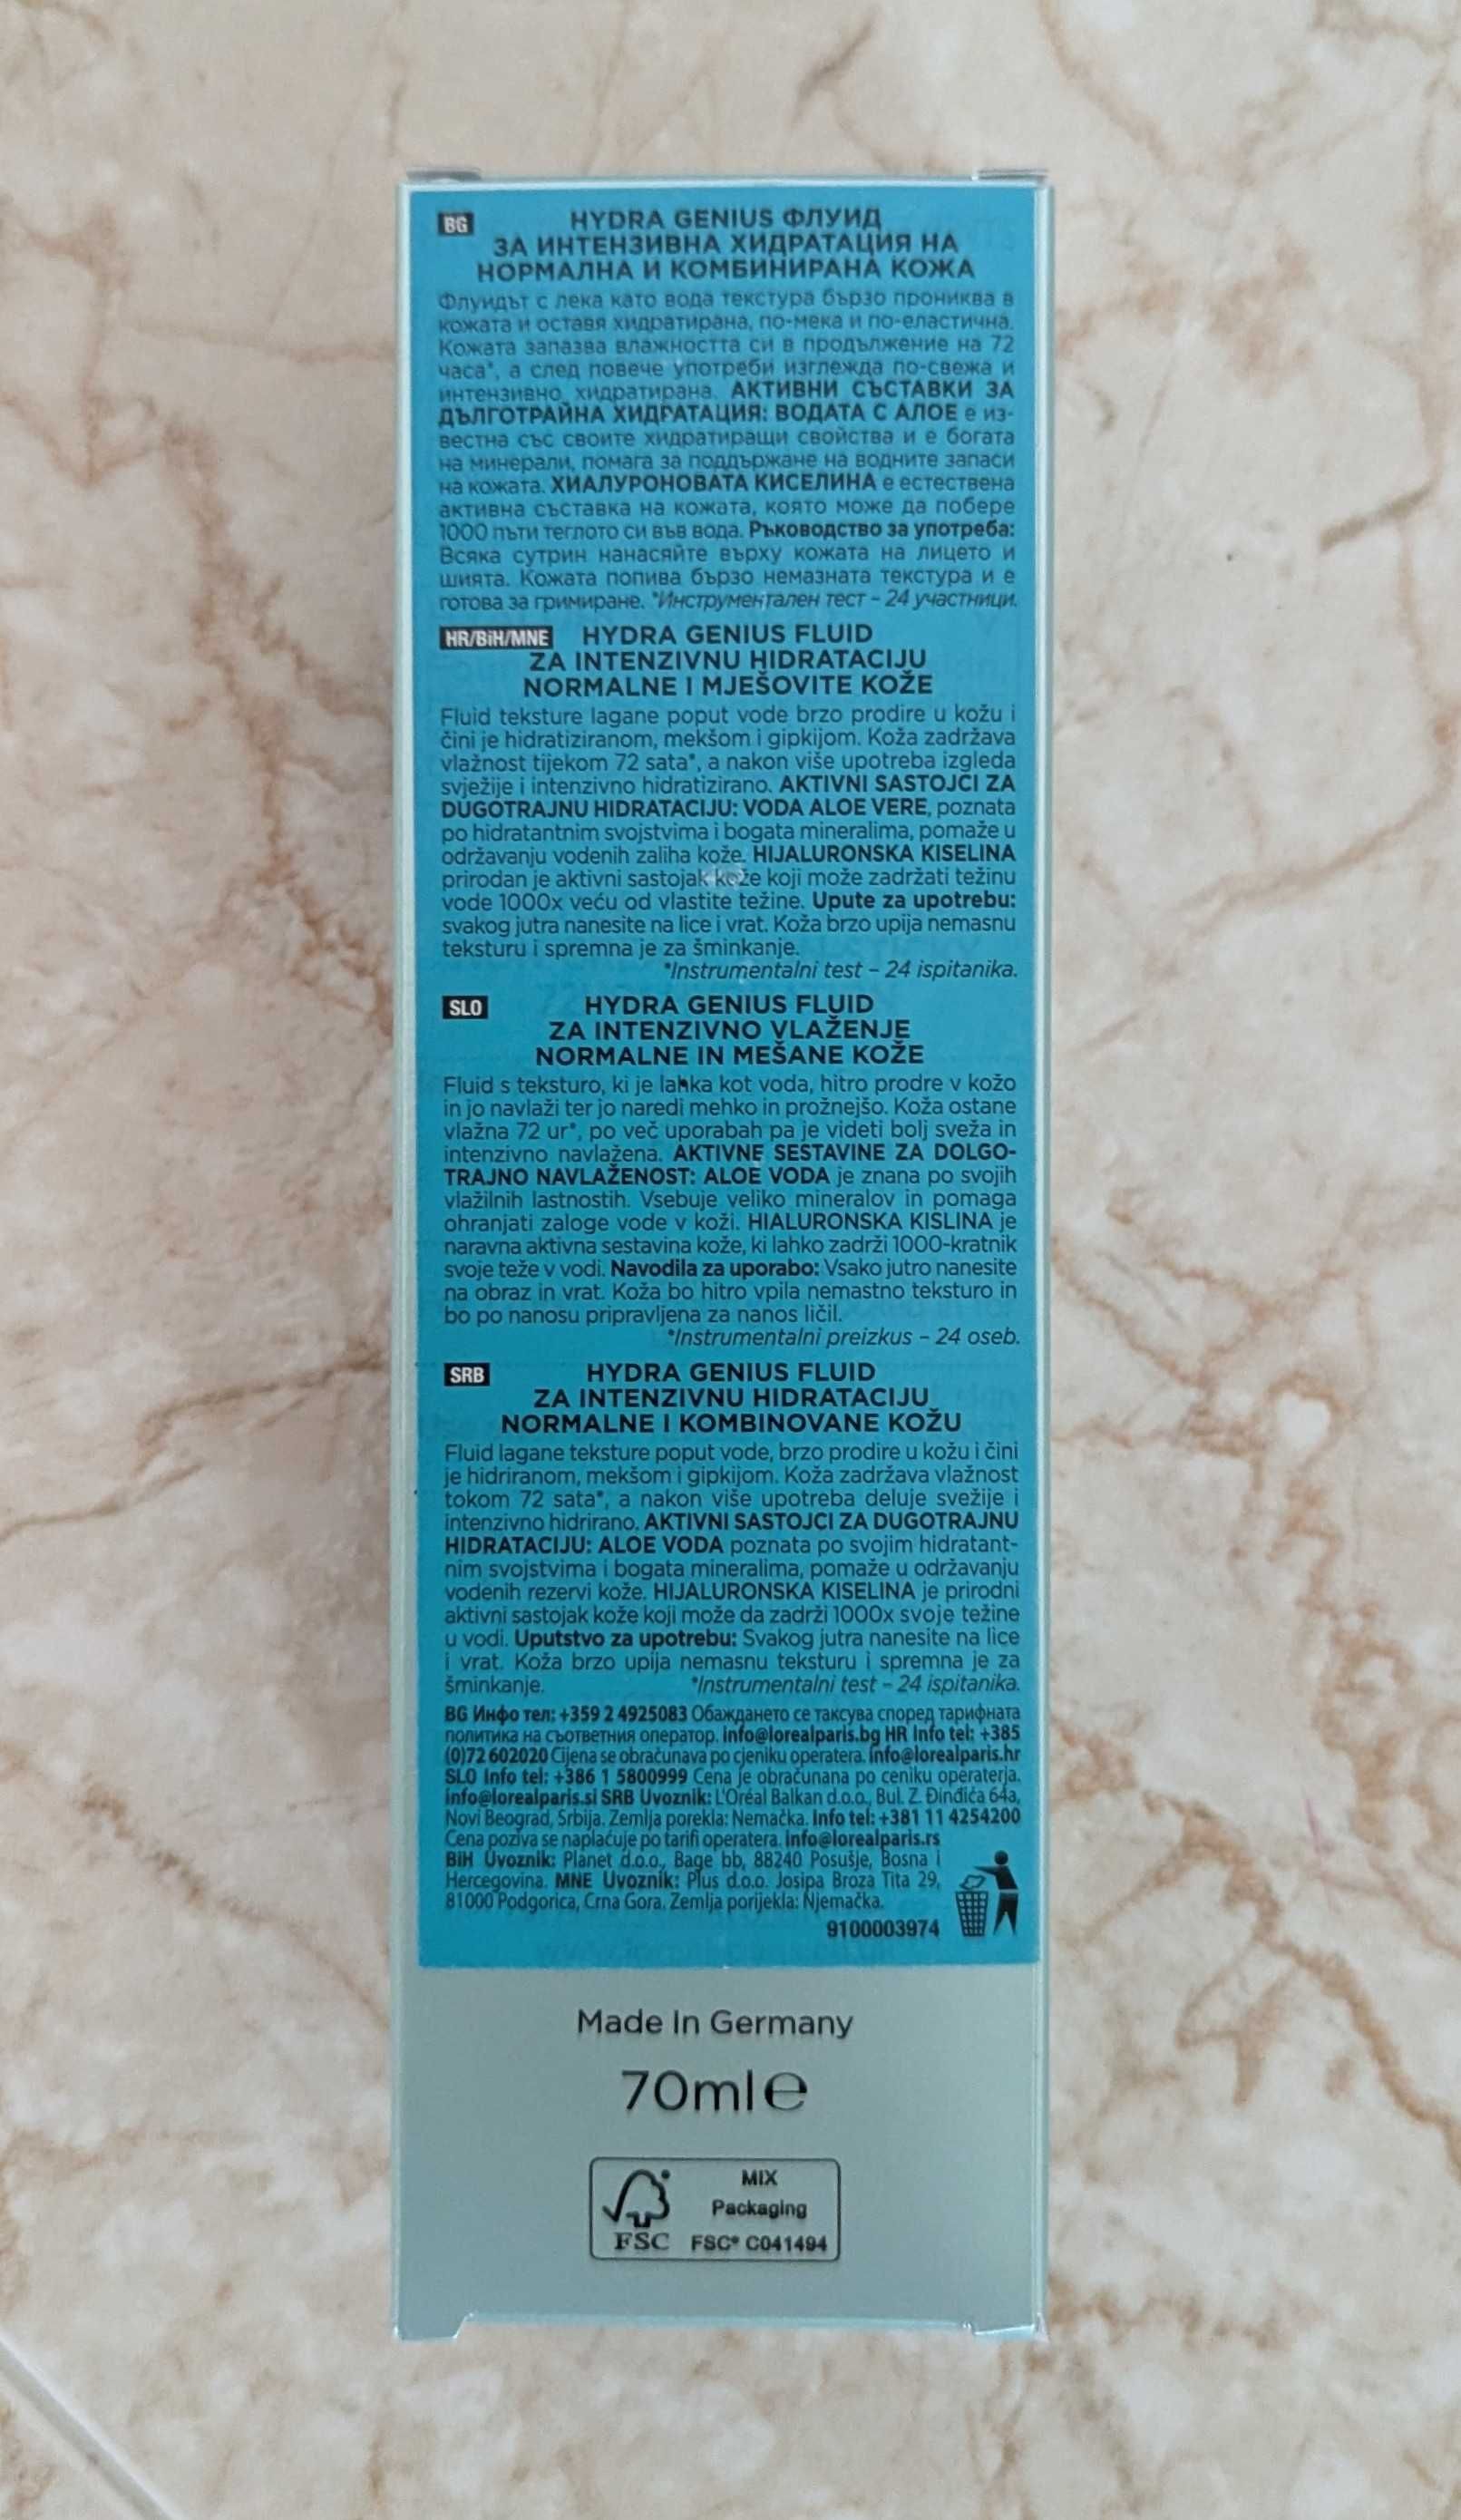 BG HYDRA GENIUS ФЛУИД
ЗА ИНТЕНЗИВНА ХИДРАТАЦИЯ НА
НОРМАЛНА И КОМБИНИРАНА КОЖА
Флуидът с лека като вода текстура бързо прониква в
кожата и оставя хидратирана, по-мека и по-еластична.
Кожата запазва влажността си в продължение на 72
часа*, а след повече употреби изглежда по-свежа и
интензивно хидратирана. АКТИВНИ СЪСТАВКИ ЗА
ДЪЛГОТРАЙНА ХИДРАТАЦИЯ: ВОДАТА С АЛОЕ е из-
вестна със своите хидратиращи свойства и е богата
на минерали, помага за поддържане на водните запаси
на кожата. ХИАЛУРОНОВАТА КИСЕЛИНА е естествена
активна съставка на кожата, която може да побере
1000 пъти теглото си във вода. Ръководство за употреба:
Всяка сутрин нанасяйте върху кожата на лицето и
шията. Кожата попива бързо немазната текстура и е
готова за гримиране. *Инструментален тест – 24 участници.
HR/BiH/MNE HYDRA GENIUS FLUID
ZA INTENZIVNU HIDRATACIJU
NORMALNE I MJEŠOVITE KOŽE
Fluid teksture lagane poput vode brzo prodire u kožu i
čini je hidratiziranom, mekšom i gipkijom. Koža zadržava
vlažnost tijekom 72 sata*, a nakon više upotreba izgleda
svježije i intenzivno hidratizirano. AKTIVNI SASTOJCI ZA
DUGOTRAJNU HIDRATACIJU: VODA ALOE VERE, poznata
po hidratantnim svojstvima i bogata mineralima, pomaže u
održavanju vodenih zaliha kože. HIJALURONSKA KISELINA
prirodan je aktivni sastojak kože koji može zadržati težinu
vode 1000x veću od vlastite težine. Upute za upotrebu:
svakog jutra nanesite na lice i vrat. Koža brzo upija nemasnu
teksturu i spremna je za šminkanje.
*Instrumentalni test – 24 ispitanika.
SLO HYDRA GENIUS FLUID
ZA INTENZIVNO VLAŽENJE
NORMALNE IN MEŠANE KOŽE
Fluid s teksturo, ki je lahka kot voda, hitro prodre v kožo
in jo navlaži ter jo naredi mehko in prožnejšo. Koža ostane
vlažna 72 ur*, po več uporabah pa je videti bolj sveža in
intenzivno navlažena. AKTIVNE SESTAVINE ZA DOLGO-
TRAJNO NAVLAŽENOST: ALOE VODA je znana po svojih
vlažilnih lastnostih. Vsebuje veliko mineralov in pomaga
ohranjati zaloge vode v koži. HIALURONSKA KISLINA je
naravna aktivna sestavina kože, ki lahko zadrži 1000-kratnik
svoje teže v vodi. Navodila za uporabo: Vsako jutro nanesite
na obraz in vrat. Koža bo hitro vpila nemastno teksturo in
bo po nanosu pripravljena za nanos ličil.
*Instrumentalni preizkus – 24 oseb.
SRB HYDRA GENIUS FLUID
ZA INTENZIVNU HIDRATACIJU
NORMALNE I KOMBINOVANE KOŽU
Fluid lagane teksture poput vode, brzo prodire u kožu i čini
je hidriranom, mekšom i gipkijom. Koža zadržava vlažnost
tokom 72 sata*, a nakon više upotreba deluje svežije i
intenzivno hidrirano. AKTIVNI SASTOJCI ZA DUGOTRAJNU
HIDRATACIJU: ALOE VODA poznata po svojim hidratant-
nim svojstvima i bogata mineralima, pomaže u održavanju
vodenih rezervi kože. HIJALURONSKA KISELINA je prirodni
aktivni sastojak kože koji može da zadrži 1000x svoje težine
u vodi. Uputstvo za upotrebu: Svakog jutra nanesite na lice
i vrat. Koža brzo upija nemasnu teksturu i spremna je za
šminkanje. *Instrumentalni test – 24 ispitanika.
BG Инфо тел: +359 2 4925083 Обаждането се таксува според тарифната
политика на съответния оператор. info@lorealparis.bg HR Info tel: +385
(0)72 602020 Cijena se obračunava po cjeniku operatera. info@lorealparis.hr
SLO Info tel: +386 1 5800999 Cena je obračunana po ceniku operaterja.
info@lorealparis.si SRB Uvoznik: L'Oréal Balkan d.o.o., Bul. Z. Đinđića 64a,
Novi Beograd, Srbija. Zemlja porekla: Nemačka. Info tel: +381 11 4254200
Cena poziva se naplaćuje po tarifi operatera. info@lorealparis.rs
BiH Uvoznik: Planet d.o.o., Bage bb, 88240 Posušje, Bosna i
Hercegovina. MNE Uvoznik: Plus d.o.o. Josipa Broza Tita 29,
81000 Podgorica, Crna Gora. Zemlja porijekla: Njemačka.
9100003974
Made In Germany
70ml℮
MIX
Packaging
FSC FSC® C041494